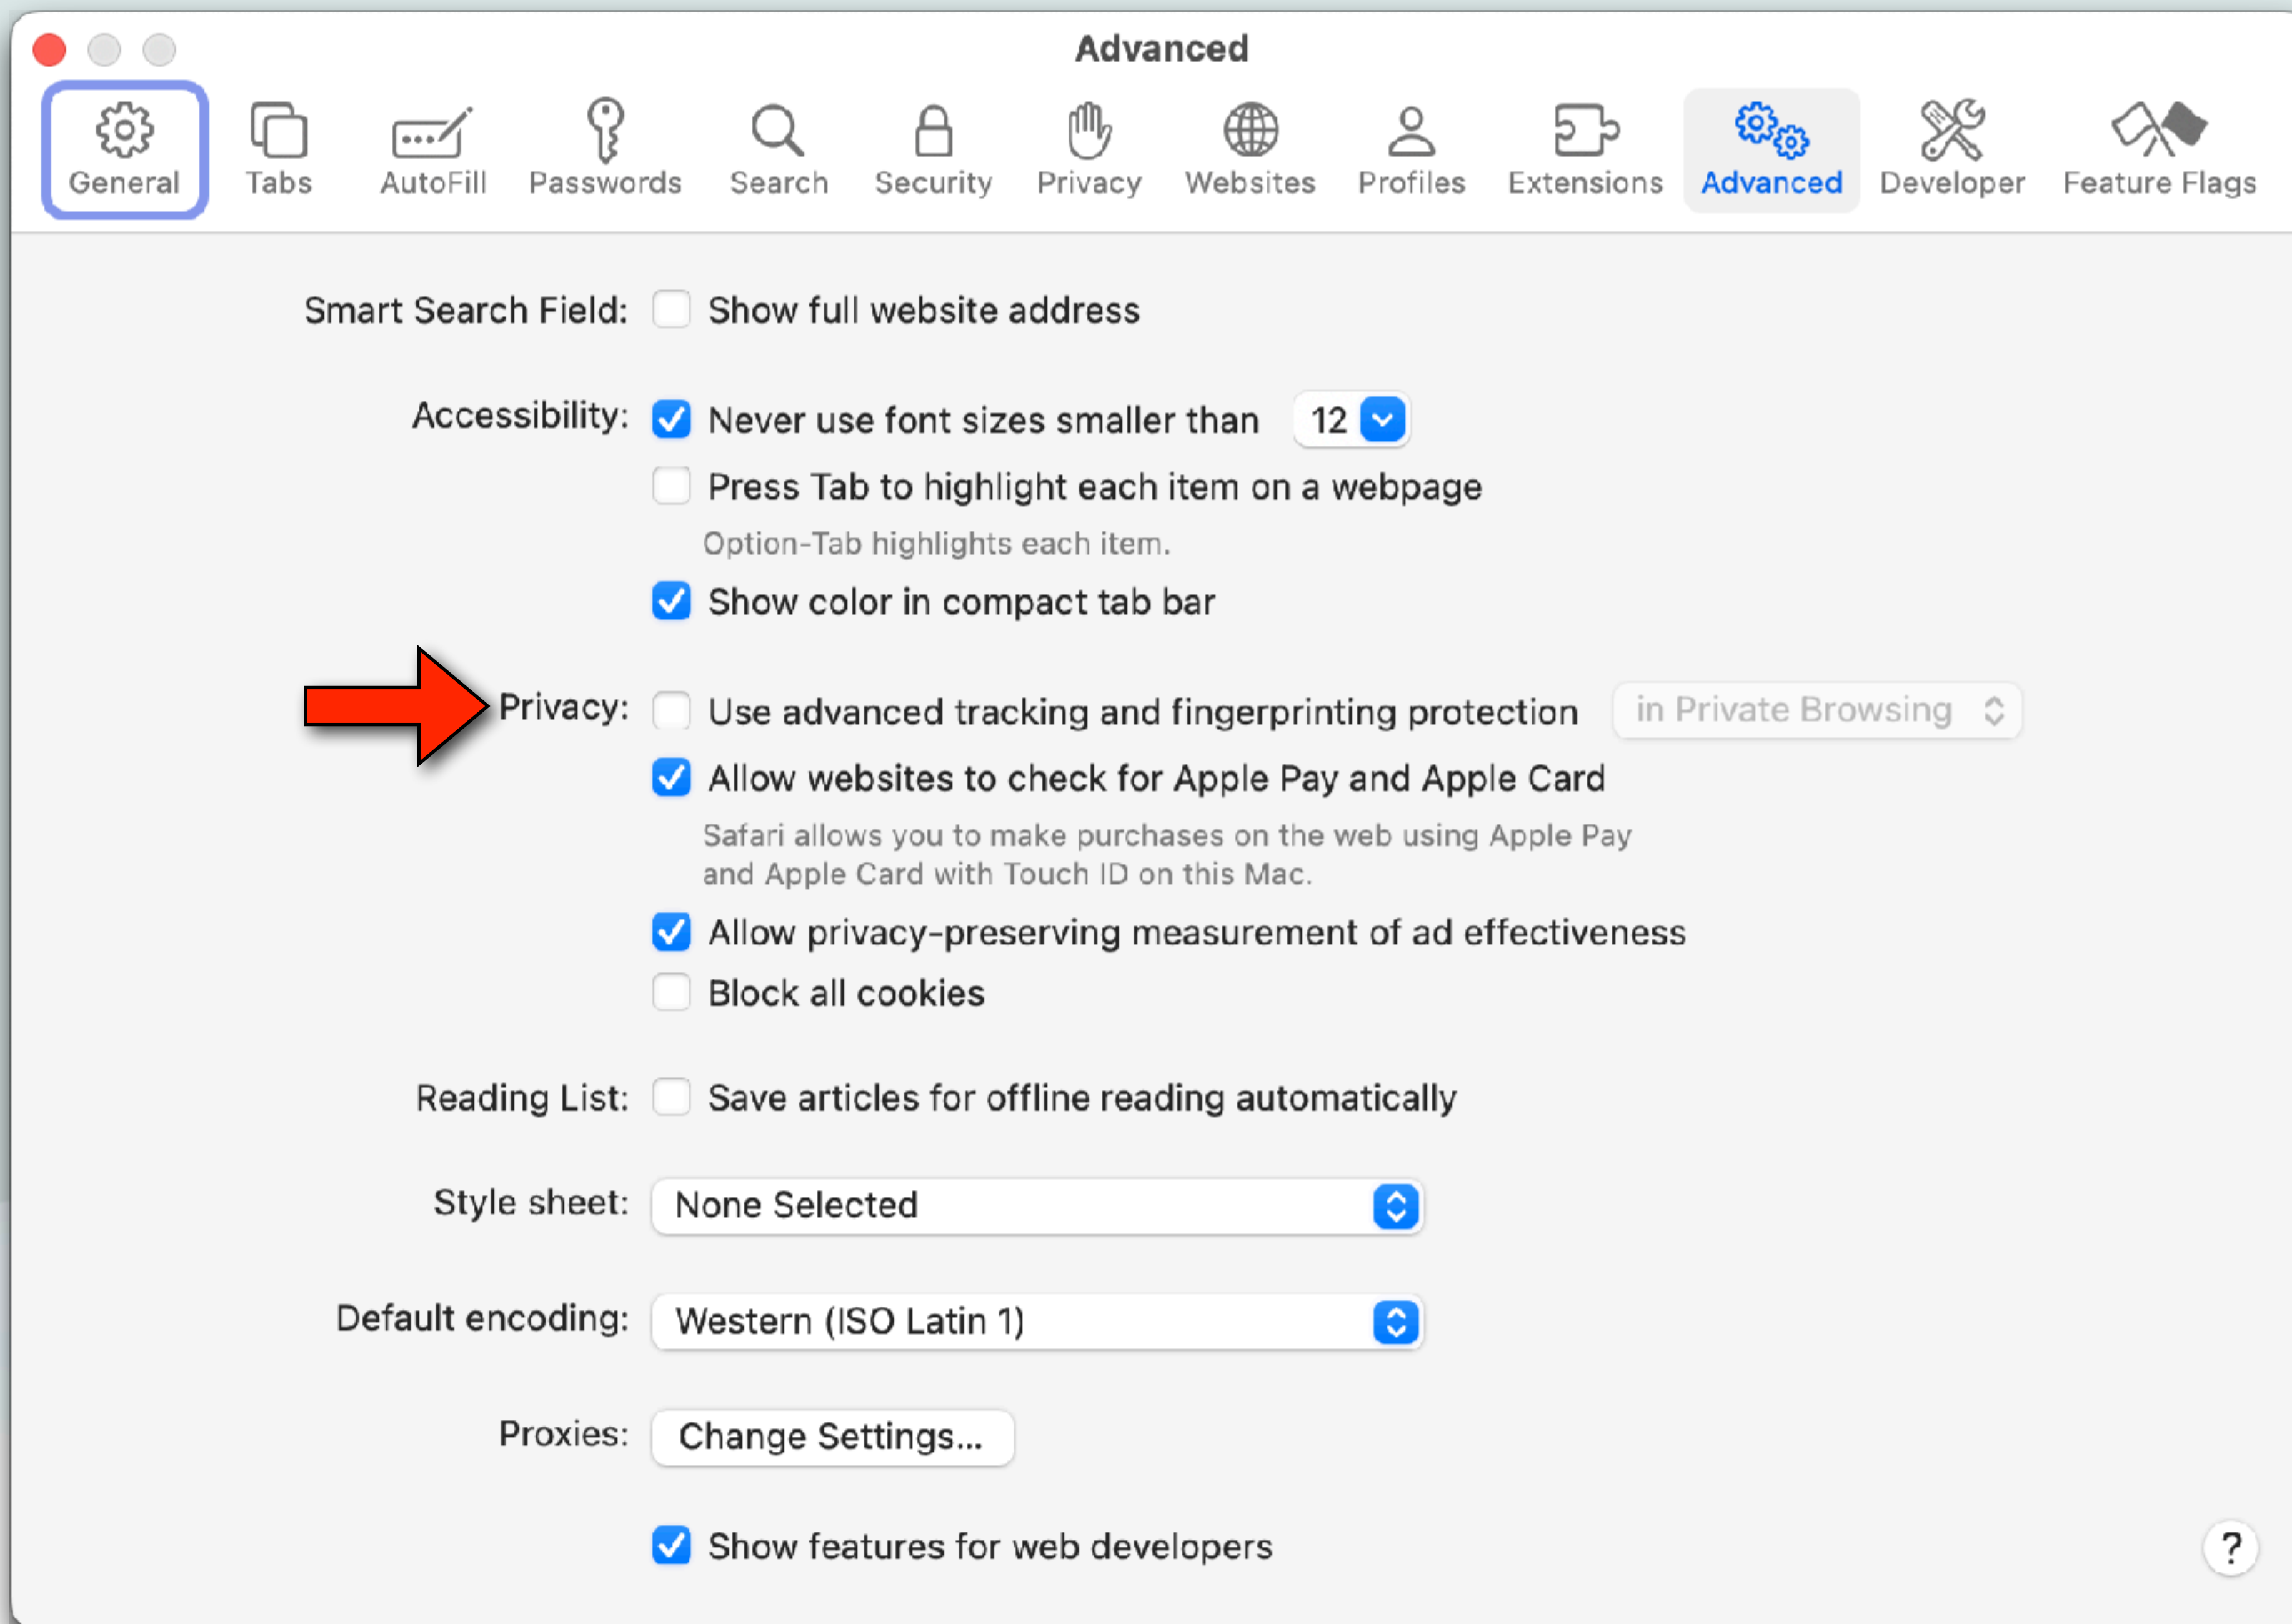 Advanced
General Tabs AutoFill Passwords Search Security Privacy Websites Profiles Extensions Advanced Developer Feature Flags
Smart Search Field: Show full website address
Accessibility: Never use font sizes smaller than 12
Press Tab to highlight each item on a webpage
Option-Tab highlights each item.
Show color in compact tab bar
Privacy: Use advanced tracking and fingerprinting protection in Private Browsing
Allow websites to check for Apple Pay and Apple Card
Safari allows you to make purchases on the web using Apple Pay
and Apple Card with Touch ID on this Mac.
Allow privacy-preserving measurement of ad effectiveness
Block all cookies
Reading List: Save articles for offline reading automatically
Style sheet: None Selected
Default encoding: Western (ISO Latin 1)
Proxies: Change Settings...
Show features for web developers
?